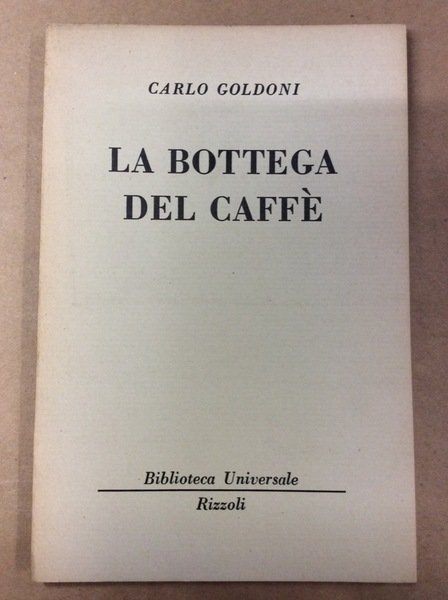 CARLO GOLDONI
LA BOTTEGA
DEL CAFFÈ
Biblioteca Universale
Rizzoli